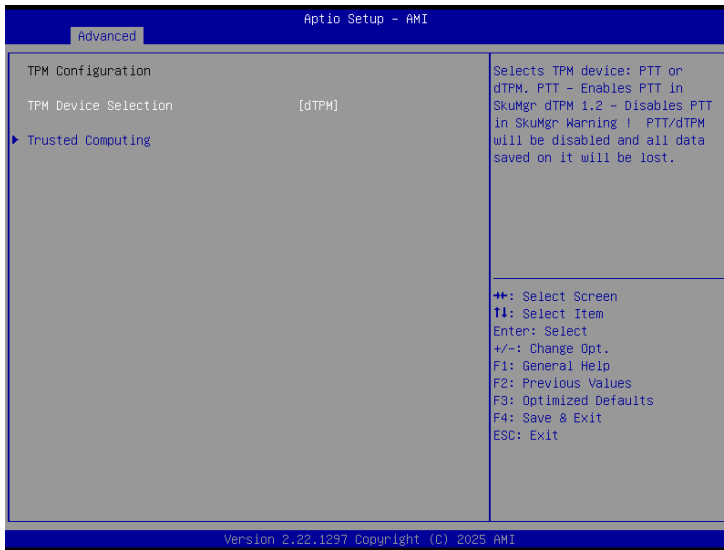 Aptio Setup – AMI
Advanced
TPM Configuration
TPM Device Selection [dTPM]
Trusted Computing
Selects TPM device: PTT or
dTPM. PTT – Enables PTT in
SkuMgr dTPM 1.2 – Disables PTT
in SkuMgr Warning ! PTT/dTPM
will be disabled and all data
saved on it will be lost.
→←: Select Screen
↑↓: Select Item
Enter: Select
+/–: Change Opt.
F1: General Help
F2: Previous Values
F3: Optimized Defaults
F4: Save & Exit
ESC: Exit
Version 2.22.1297 Copyright (C) 2025 AMI